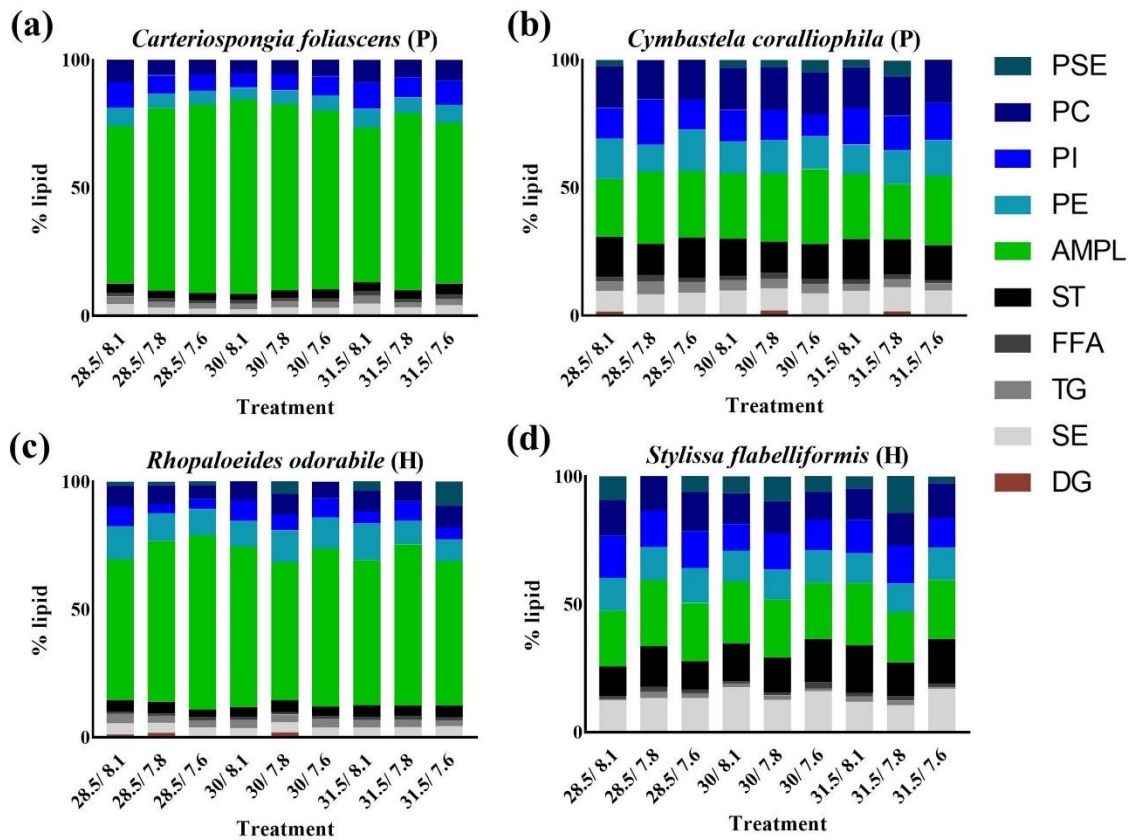 (a)
Carteriospongia foliascens (P)
100
50
0
% lipid
28.5/ 8.1
28.5/ 7.8
28.5/ 7.6
30/ 8.1
30/ 7.8
30/ 7.6
31.5/ 8.1
31.5/ 7.8
31.5/ 7.6
Treatment
(b)
Cymbastela coralliophila (P)
100
50
0
% lipid
28.5/ 8.1
28.5/ 7.8
28.5/ 7.6
30/ 8.1
30/ 7.8
30/ 7.6
31.5/ 8.1
31.5/ 7.8
31.5/ 7.6
Treatment
PSE
PC
PI
PE
AMPL
ST
FFA
TG
SE
DG
(c)
Rhopaloeides odorabile (H)
100
50
0
% lipid
28.5/ 8.1
28.5/ 7.8
28.5/ 7.6
30/ 8.1
30/ 7.8
30/ 7.6
31.5/ 8.1
31.5/ 7.8
31.5/ 7.6
Treatment
(d)
Stylissa flabelliformis (H)
100
50
0
% lipid
28.5/ 8.1
28.5/ 7.8
28.5/ 7.6
30/ 8.1
30/ 7.8
30/ 7.6
31.5/ 8.1
31.5/ 7.8
31.5/ 7.6
Treatment